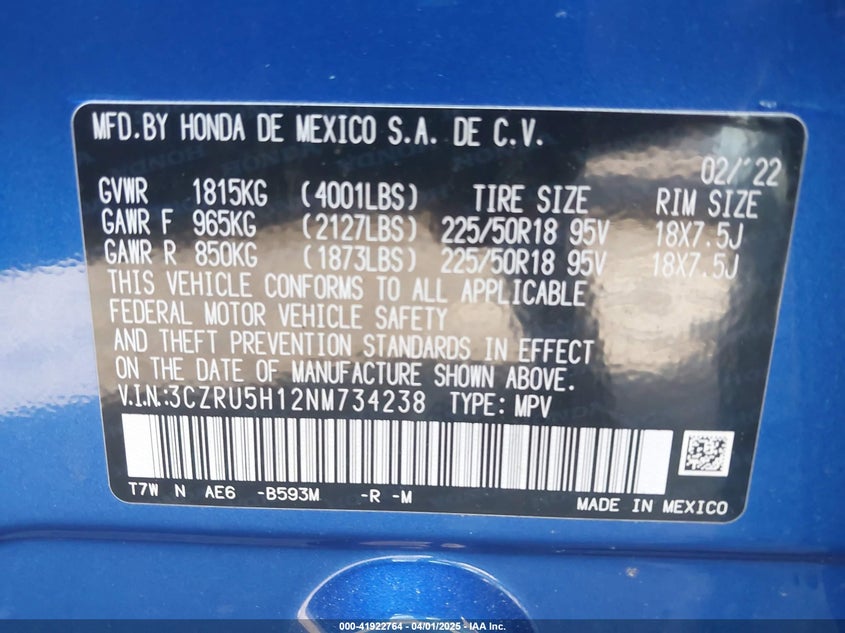 MFD.BY HONDA DE MEXICO S.A. DE C.V.
02/'22
GVWR 1815KG (4001LBS) TIRE SIZE RIM SIZE
GAWR F 965KG (2127LBS) 225/50R18 95V 18X7.5J
GAWR R 850KG (1873LBS) 225/50R18 95V 18X7.5J
THIS VEHICLE CONFORMS TO ALL APPLICABLE
FEDERAL MOTOR VEHICLE SAFETY
AND THEFT PREVENTION STANDARDS IN EFFECT
ON THE DATE OF MANUFACTURE SHOWN ABOVE.
V.I.N.:3CZRU5H12NM734238 TYPE: MPV
T7W N AE6 -B593M -R -M
MADE IN MEXICO
000-41922764 - 04/01/2025 - IAA Inc.